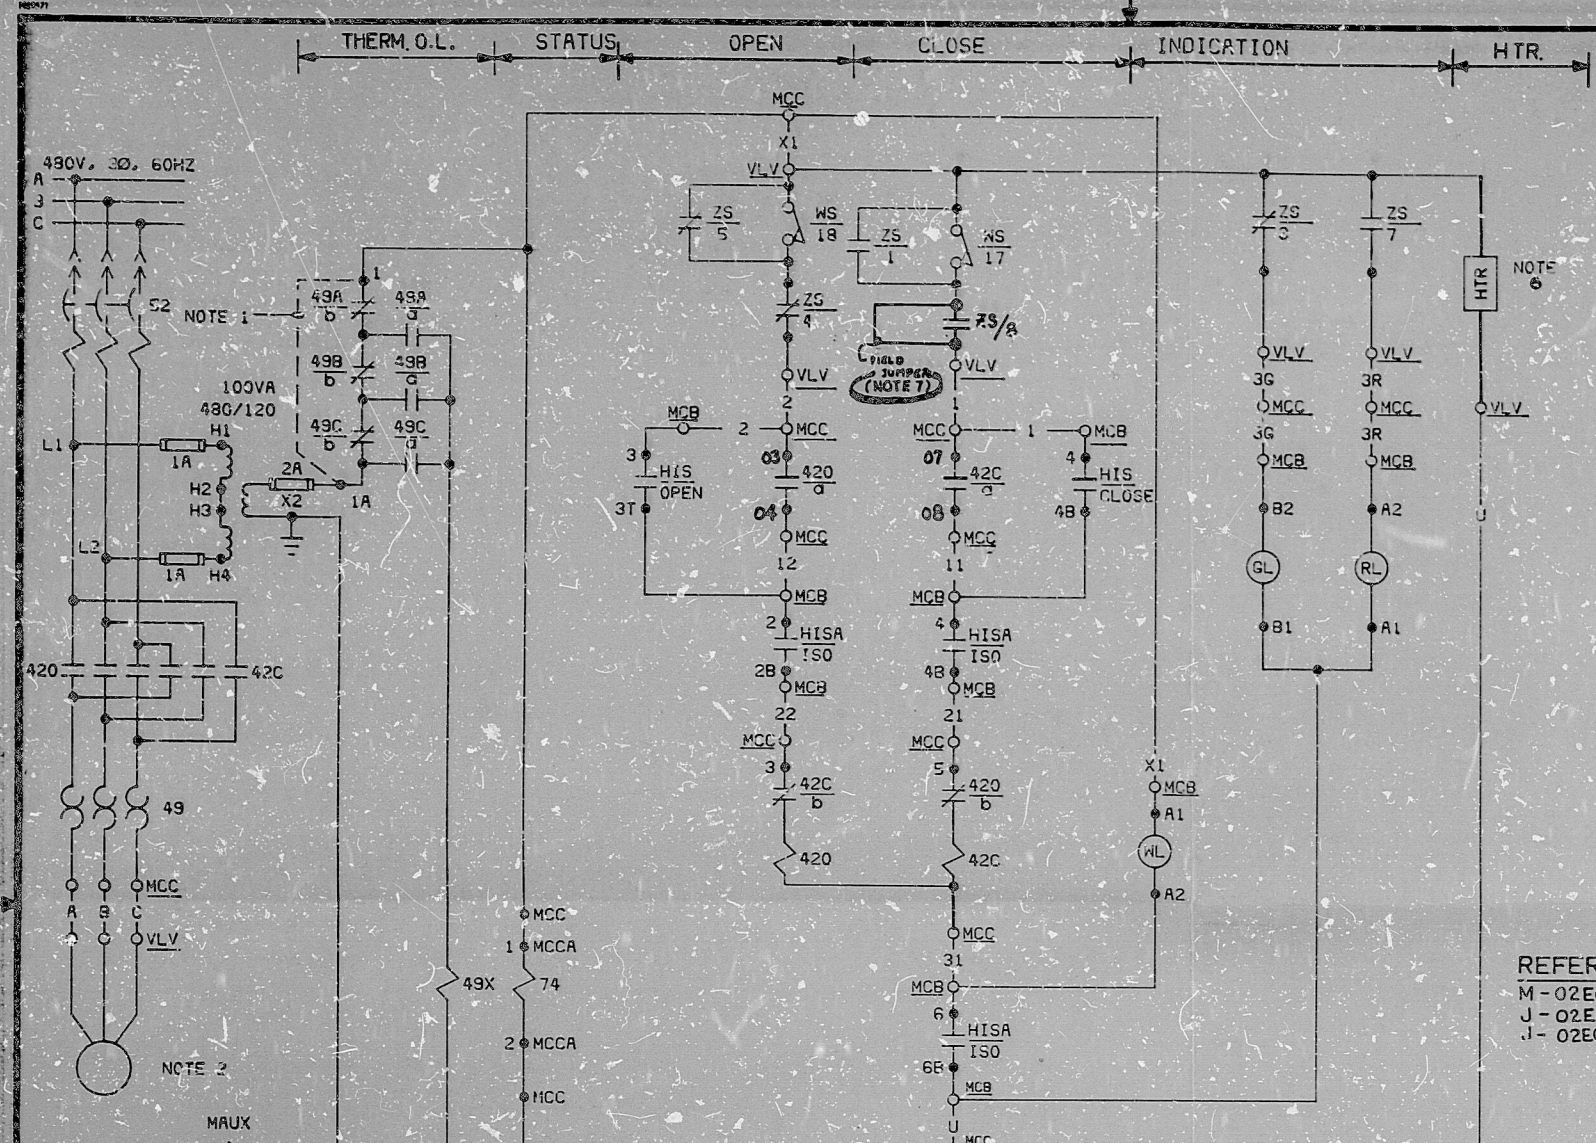 THERM. O.L.
STATUS
OPEN
CLOSE
INDICATION
HTR.
MCC
X1
VLV
480V, 3Ø, 60HZ
A
C
ZS
5
WS
18
ZS
1
WS
17
ZS
ZS
7
HTR
NOTE
6
1
49A
b
49A
a
S2
NOTE 1
ZS
4
ZS/8
FIELD
JUMPER
(NOTE 7)
49B
b
49B
a
VLV
VLV
VLV
VLV
100VA
480/120
3G
3R
2
1
MCC
MCC
VLV
H1
49C
b
49C
a
MCB
2
MCC
MCC
1
MCB
3G
3R
L1
1A
2A
X2
1A
3
HIS
OPEN
3T
03
420
a
04
07
42C
a
08
4
HIS
CLOSE
4B
MCB
MCB
H2
H3
B2
A2
U
L2
1A
H4
MCC
MCC
12
11
GL
RL
MCB
MCB
2
HISA
ISO
2B
4
HISA
ISO
4B
B1
A1
420
42C
MCB
MCB
22
21
MCC
MCC
3
42C
b
5
420
b
X1
MCB
A1
49
WL
420
42C
A2
MCC
A
B
C
VLV
MCC
1
MCCA
MCC
31
49X
74
MCB
6
HISA
ISO
6B
2
MCCA
REFER
M-02E
J-02E
J-02E
NOTE 2
MCC
MCB
MAUX
U
MCC